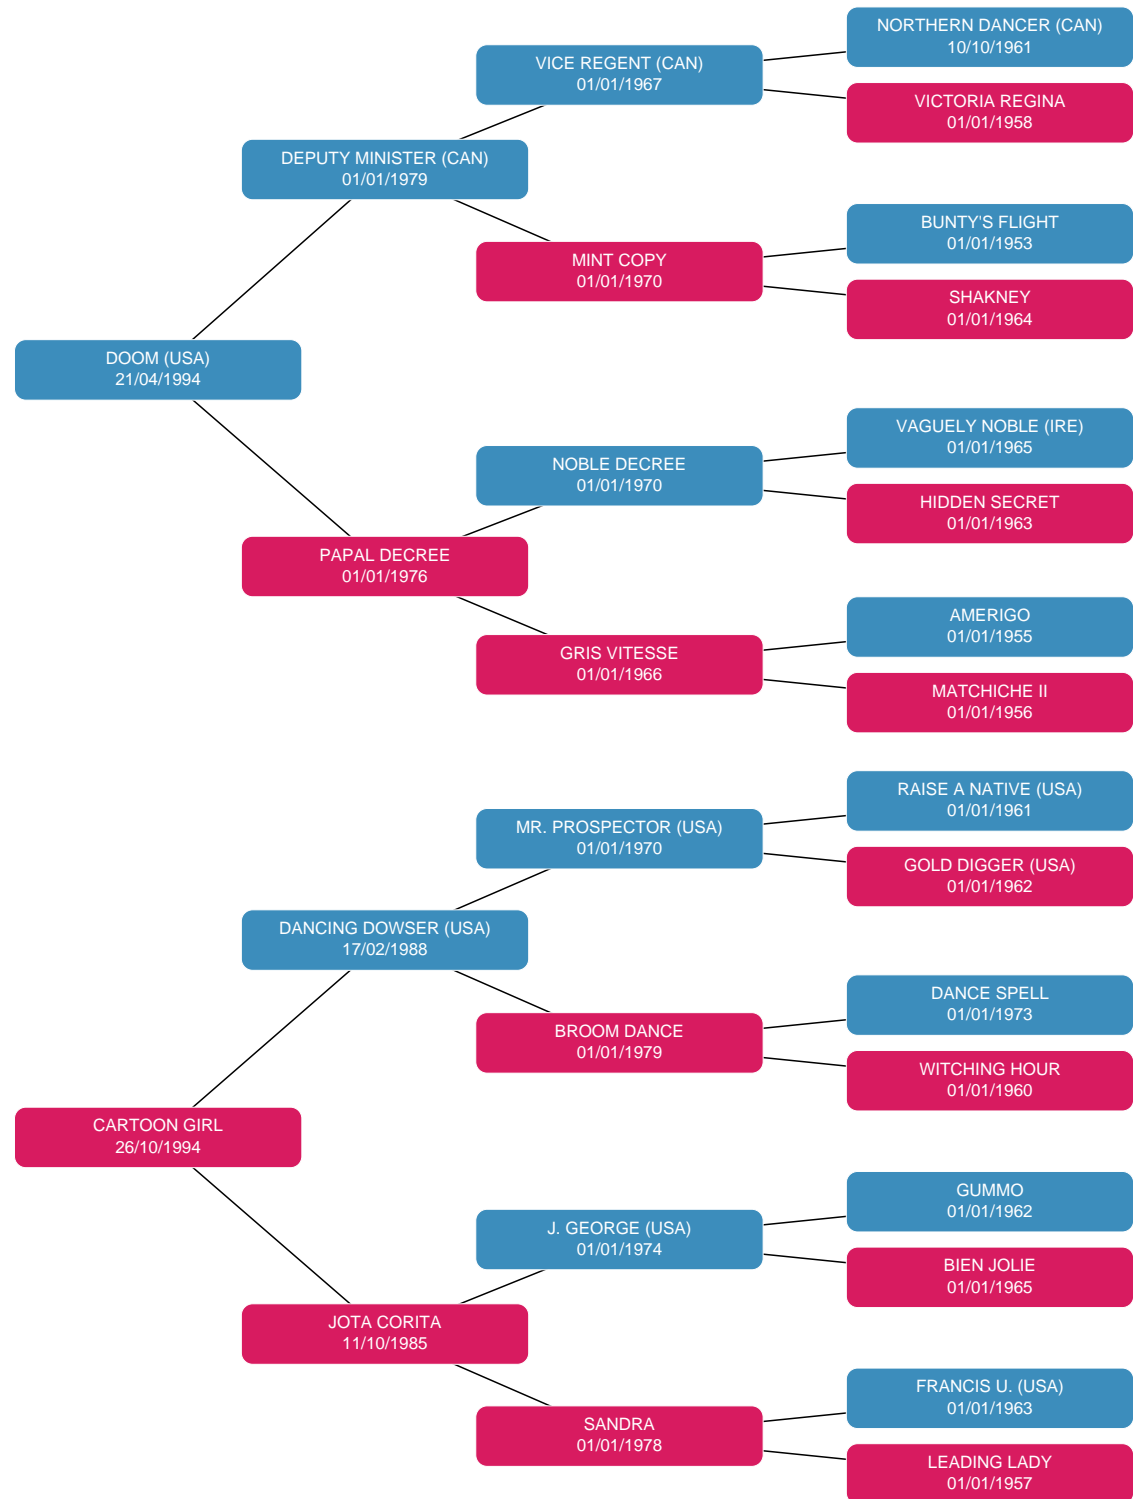 NORTHERN DANCER (CAN)
10/10/1961
VICE REGENT (CAN)
01/01/1967
VICTORIA REGINA
01/01/1958
DEPUTY MINISTER (CAN)
01/01/1979
BUNTY'S FLIGHT
01/01/1953
MINT COPY
01/01/1970
SHAKNEY
01/01/1964
DOOM (USA)
21/04/1994
VAGUELY NOBLE (IRE)
01/01/1965
NOBLE DECREE
01/01/1970
HIDDEN SECRET
01/01/1963
PAPAL DECREE
01/01/1976
AMERIGO
01/01/1955
GRIS VITESSE
01/01/1966
MATCHICHE II
01/01/1956
RAISE A NATIVE (USA)
01/01/1961
MR. PROSPECTOR (USA)
01/01/1970
GOLD DIGGER (USA)
01/01/1962
DANCING DOWSER (USA)
17/02/1988
DANCE SPELL
01/01/1973
BROOM DANCE
01/01/1979
WITCHING HOUR
01/01/1960
CARTOON GIRL
26/10/1994
GUMMO
01/01/1962
J. GEORGE (USA)
01/01/1974
BIEN JOLIE
01/01/1965
JOTA CORITA
11/10/1985
FRANCIS U. (USA)
01/01/1963
SANDRA
01/01/1978
LEADING LADY
01/01/1957